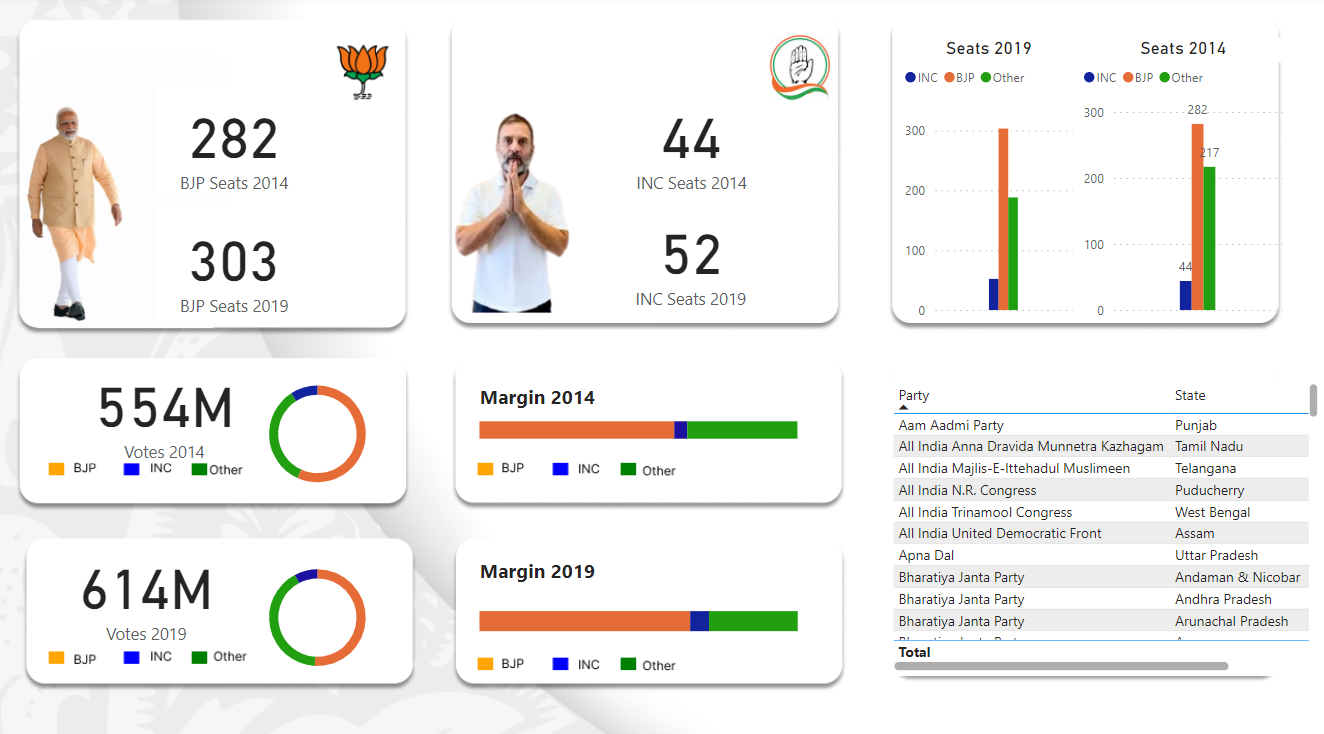 282
BJP Seats 2014
303
BJP Seats 2019
44
INC Seats 2014
52
INC Seats 2019
Seats 2019
INC BJP Other
300
200
100
0
Seats 2014
INC BJP Other
300
200
100
0
282
217
44
554M
Votes 2014
BJP INC Other
Margin 2014
BJP INC Other
614M
Votes 2019
BJP INC Other
Margin 2019
BJP INC Other
Party State
Aam Aadmi Party Punjab
All India Anna Dravida Munnetra Kazhagam Tamil Nadu
All India Majlis-E-Ittehadul Muslimeen Telangana
All India N.R. Congress Puducherry
All India Trinamool Congress West Bengal
All India United Democratic Front Assam
Apna Dal Uttar Pradesh
Bharatiya Janta Party Andaman & Nicobar
Bharatiya Janta Party Andhra Pradesh
Bharatiya Janta Party Arunachal Pradesh
Total